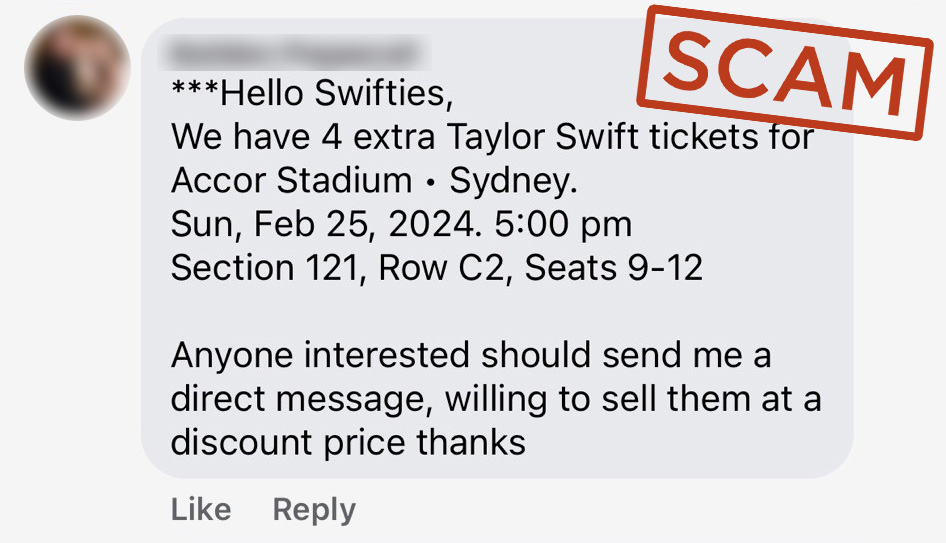 SCAM
***Hello Swifties,
We have 4 extra Taylor Swift tickets for
Accor Stadium • Sydney.
Sun, Feb 25, 2024. 5:00 pm
Section 121, Row C2, Seats 9-12
Anyone interested should send me a
direct message, willing to sell them at a
discount price thanks
Like Reply